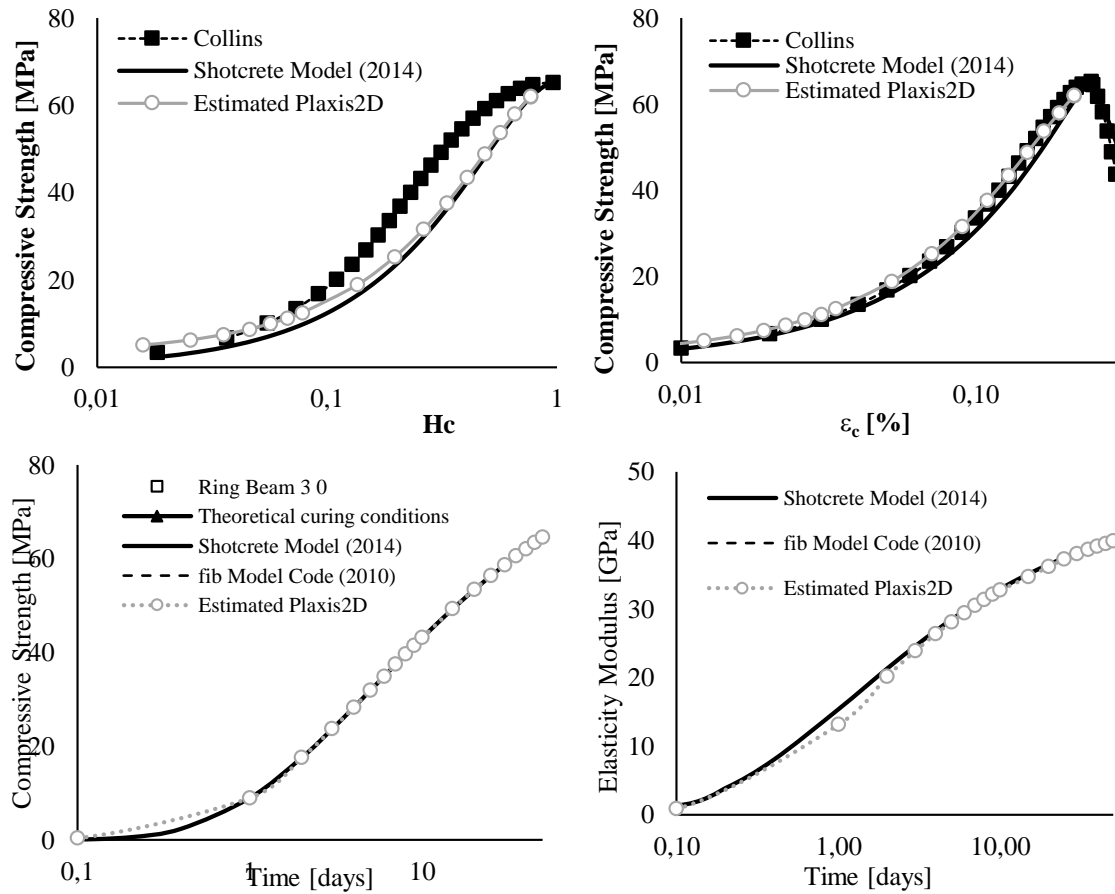 80
60
40
20
0
Compressive Strength [MPa]
Collins
Shotcrete Model (2014)
Estimated Plaxis2D
0,01
0,1
1
Hc
80
60
40
20
0
Compressive Strength [MPa]
Collins
Shotcrete Model (2014)
Estimated Plaxis2D
0,01
0,10
εc [%]
80
60
40
20
0
Compressive Strength [MPa]
Ring Beam 3 0
Theoretical curing conditions
Shotcrete Model (2014)
fib Model Code (2010)
Estimated Plaxis2D
0,1
1
10
Time [days]
50
40
30
20
10
0
Elasticity Modulus [GPa]
Shotcrete Model (2014)
fib Model Code (2010)
Estimated Plaxis2D
0,10
1,00
10,00
Time [days]